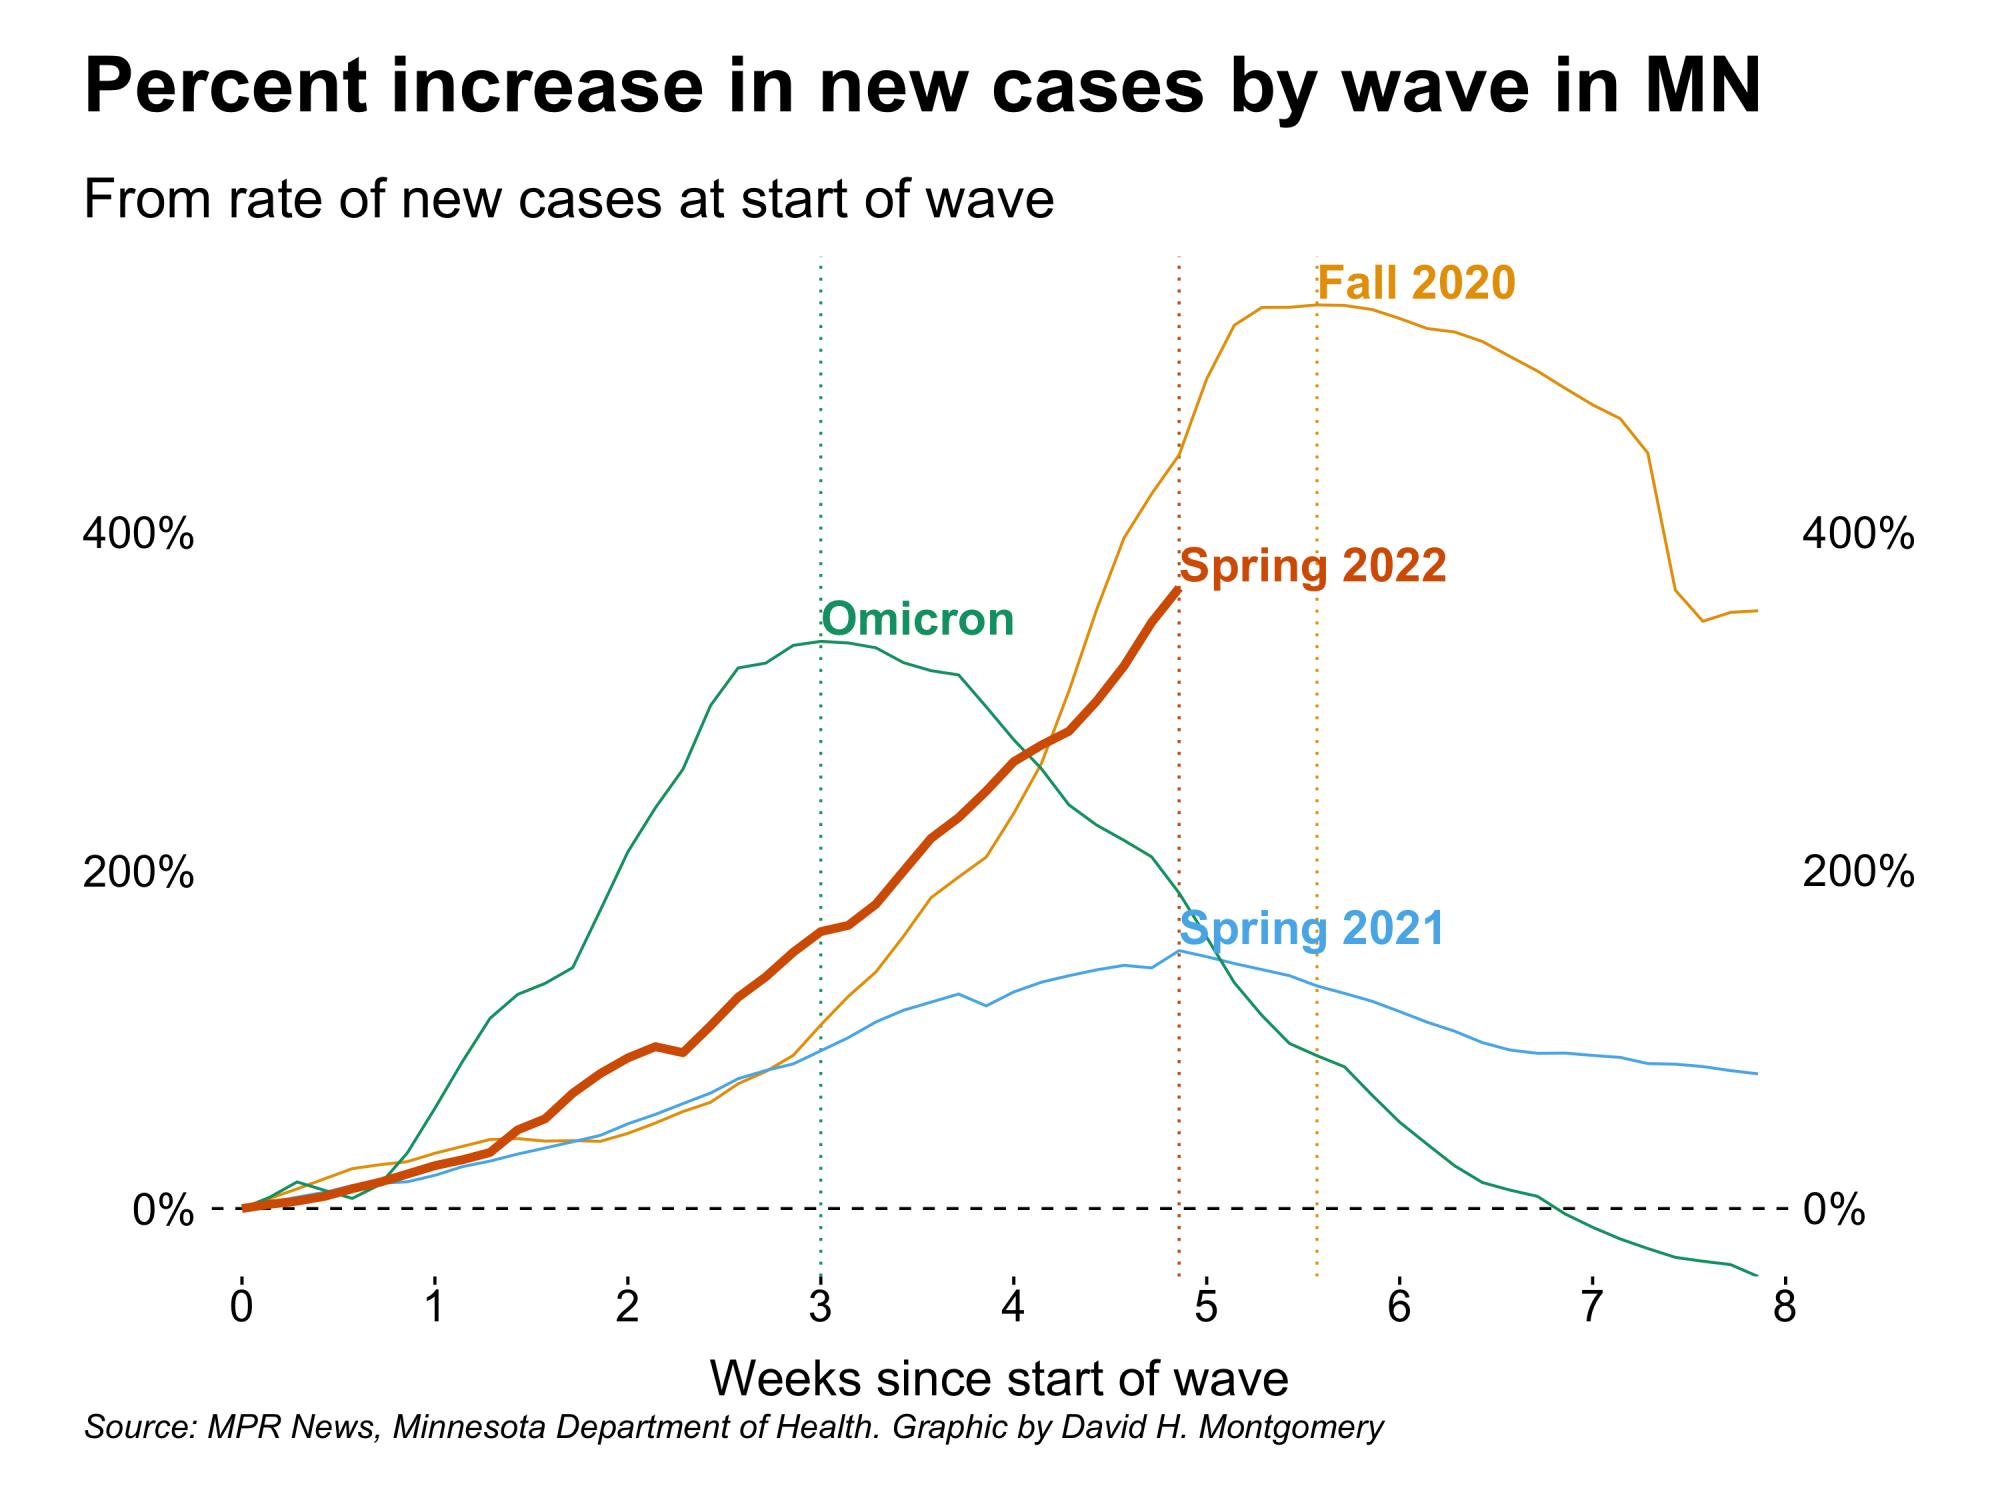 Percent increase in new cases by wave in MN
From rate of new cases at start of wave
Fall 2020
400%
400%
Spring 2022
Omicron
200%
200%
Spring 2021
0%
0%
0 1 2 3 4 5 6 7 8
Weeks since start of wave
Source: MPR News, Minnesota Department of Health. Graphic by David H. Montgomery